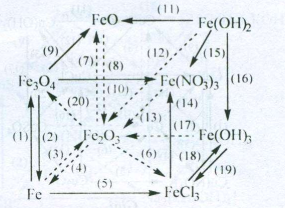 (11)
FeO Fe(OH)₂
(9) (12) (15)
(7) (8)
Fe₃O₄ (10) Fe(NO₃)₃ (16)
(20) (14)
(13)
(1) (2) Fe₂O₃ (17) Fe(OH)₃
(3) (6) (18)
(4) (19)
(5)
Fe FeCl₃